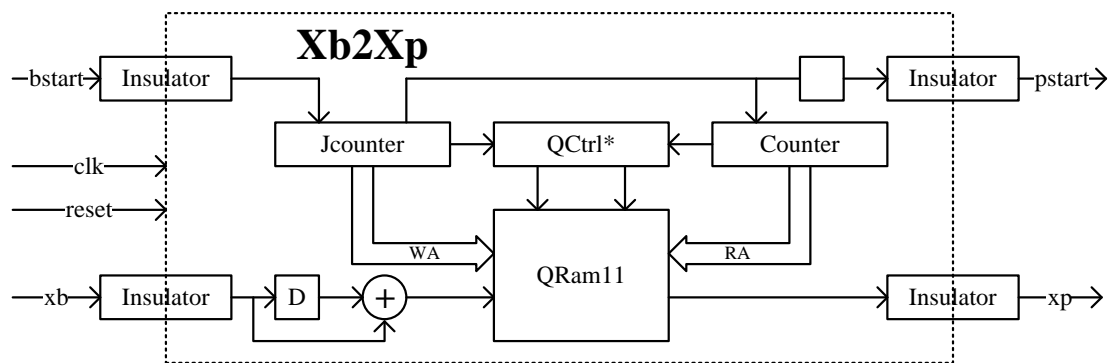 Xb2Xp
bstart
Insulator
Insulator
pstart
Jcounter
QCtrl*
Counter
clk
reset
WA
RA
QRam11
xb
Insulator
D
+
Insulator
xp